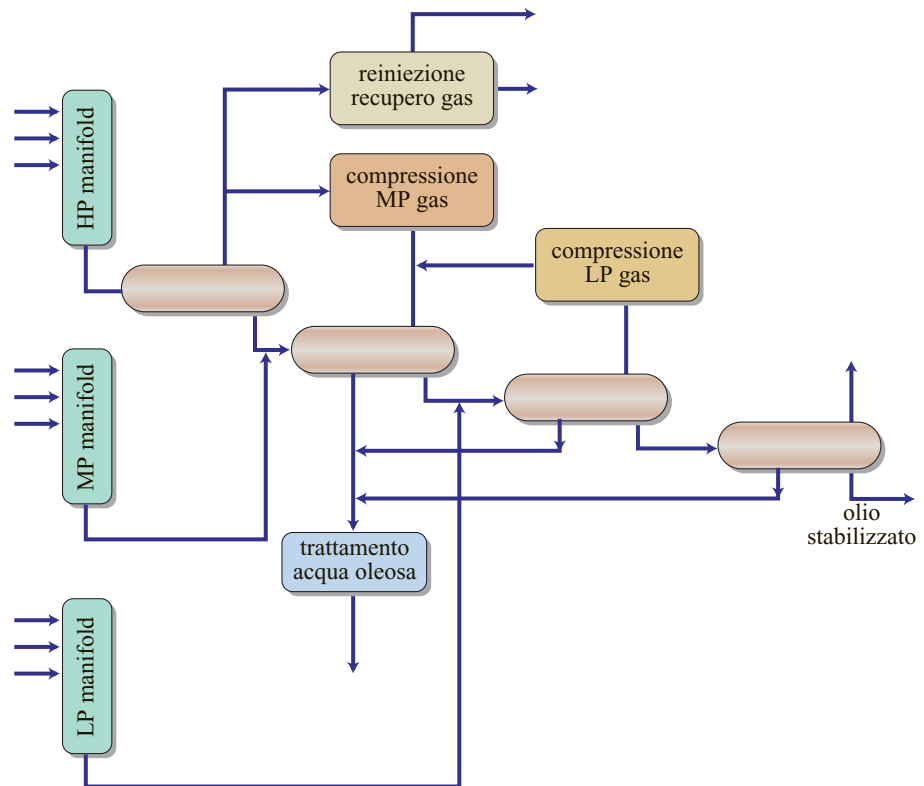 reiniezione
recupero gas
HP manifold
compressione
MP gas
compressione
LP gas
MP manifold
olio
stabilizzato
trattamento
acqua oleosa
LP manifold